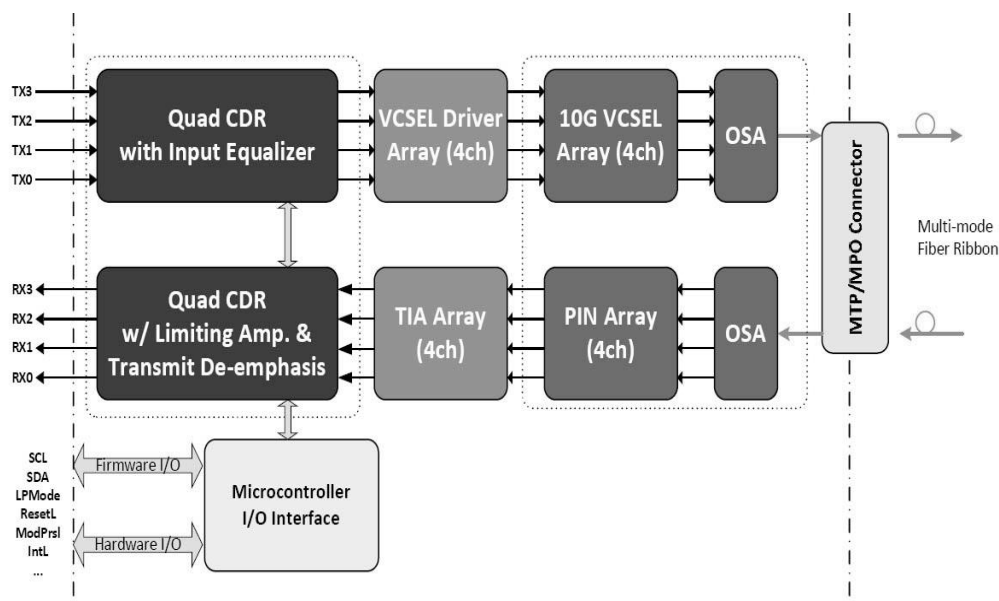 TX3
TX2
TX1
TX0
Quad CDR
with Input Equalizer
VCSEL Driver
Array (4ch)
10G VCSEL
Array (4ch)
OSA
MTP/MPO Connector
Multi-mode
Fiber Ribbon
RX3
RX2
RX1
RX0
Quad CDR
w/ Limiting Amp. &
Transmit De-emphasis
TIA Array
(4ch)
PIN Array
(4ch)
OSA
SCL
SDA
LPMode
ResetL
ModPrsl
IntL
...
Firmware I/O
Hardware I/O
Microcontroller
I/O Interface